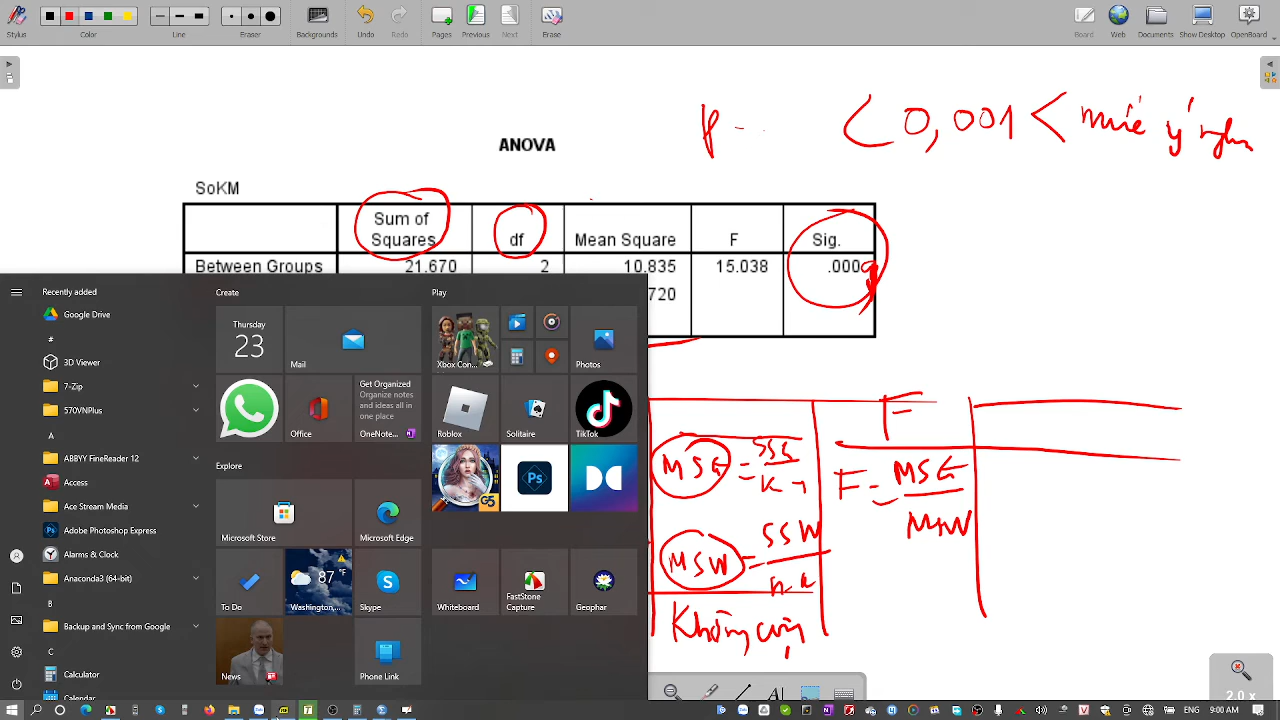 Stylus
Color
Line
Eraser
Backgrounds
Undo
Redo
Pages
Previous
Next
Erase
Board
Web
Documents
Show Desktop
OpenBoard
< 0,001 < mức ý nghĩa
ANOVA
SoKM
Sum of Squares
df
Mean Square
F
Sig.
Between Groups
21.670
2
10.835
15.038
.000
720
Recently added
Google Drive
#
3D Viewer
7-Zip
570VNPlus
A
ABBYY FineReader 12
Access
Ace Stream Media
Adobe Photoshop Express
Alarms & Clock
Anaconda3 (64-bit)
B
Backup and Sync from Google
C
Calculator
Calendar
Create
Thursday
23
Mail
Office
Get Organized
Organize notes and ideas all in one place
OneNote...
Explore
Microsoft Store
Microsoft Edge
To Do
87°
Washington,...
Skype
News
Phone Link
Play
Xbox Con...
Photos
Roblox
Solitaire
TikTok
G5
Ps
Whiteboard
FastStone Capture
Geophar
F
MSG = SSG / K-1
F = MSG / MSW
MSW = SSW / n-k
Không cung
2.0 x
9:00 AM